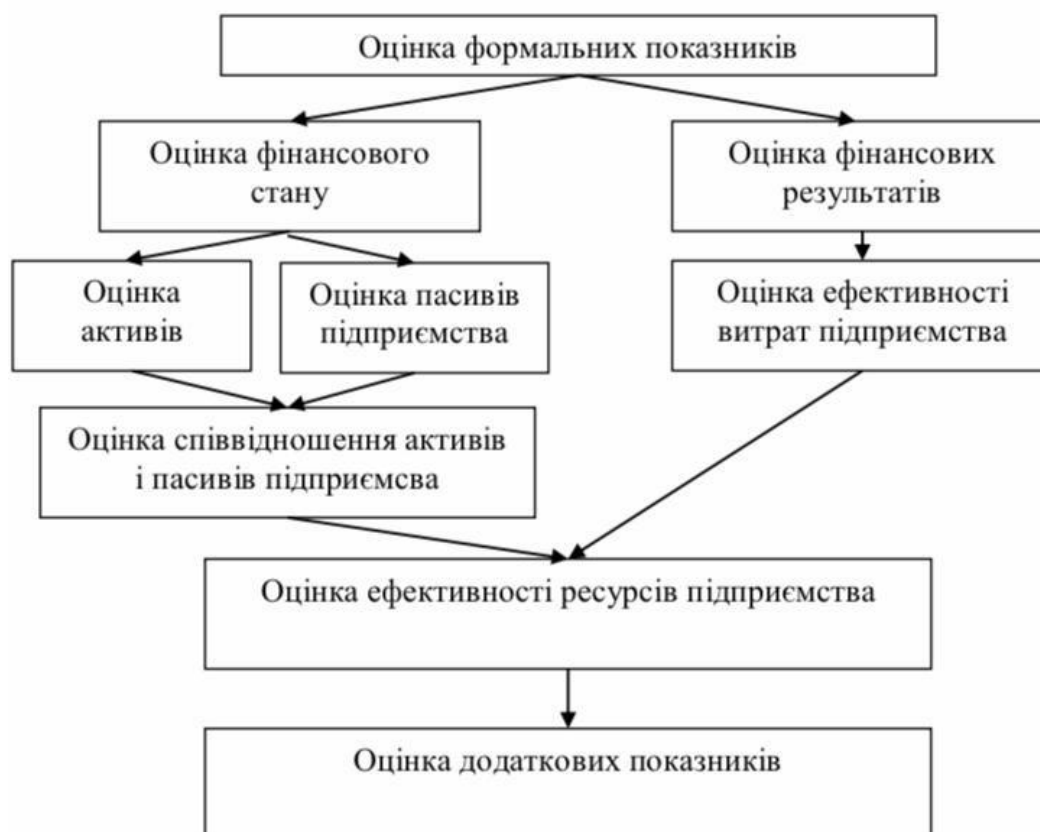 Оцінка формальних показників
Оцінка фінансового
стану
Оцінка фінансових
результатів
Оцінка
активів
Оцінка пасивів
підприємства
Оцінка ефективності
витрат підприємства
Оцінка співвідношення активів
і пасивів підприємсва
Оцінка ефективності ресурсів підприємства
Оцінка додаткових показників